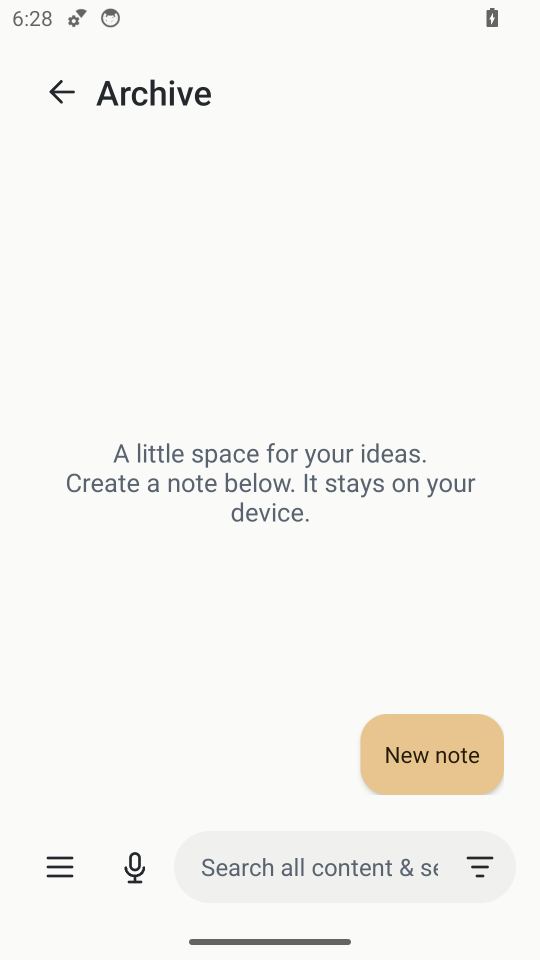 6:28
Archive
A little space for your ideas.
Create a note below. It stays on your
device.
New note
Search all content & se